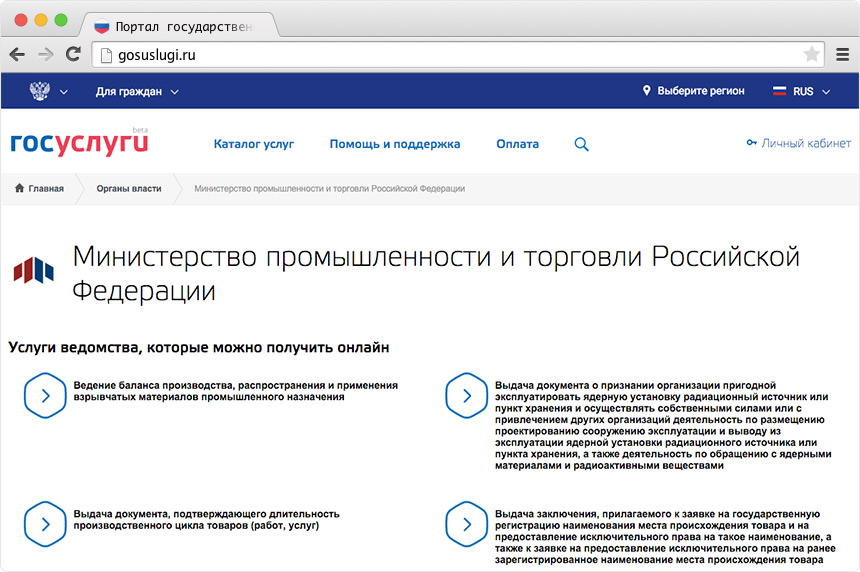 Портал государствен
gosuslugi.ru
Для граждан
Выберите регион
RUS
beta
госуслуги
Каталог услуг
Помощь и поддержка
Оплата
Личный кабинет
Главная
Органы власти
Министерство промышленности и торговли Российской Федерации
Министерство промышленности и торговли Российской
Федерации
Услуги ведомства, которые можно получить онлайн
Ведение баланса производства, распространения и применения
взрывчатых материалов промышленного назначения
Выдача документа о признании организации пригодной
эксплуатировать ядерную установку радиационный источник или
пункт хранения и осуществлять собственными силами или с
привлечением других организаций деятельность по размещению
проектированию сооружению эксплуатации и выводу из
эксплуатации ядерной установки радиационного источника или
пункта хранения, а также деятельность по обращению с ядерными
материалами и радиоактивными веществами
Выдача документа, подтверждающего длительность
производственного цикла товаров (работ, услуг)
Выдача заключения, прилагаемого к заявке на государственную
регистрацию наименования места происхождения товара и на
предоставление исключительного права на такое наименование, а
также к заявке на предоставление исключительного права на ранее
зарегистрированное наименование места происхождения товара